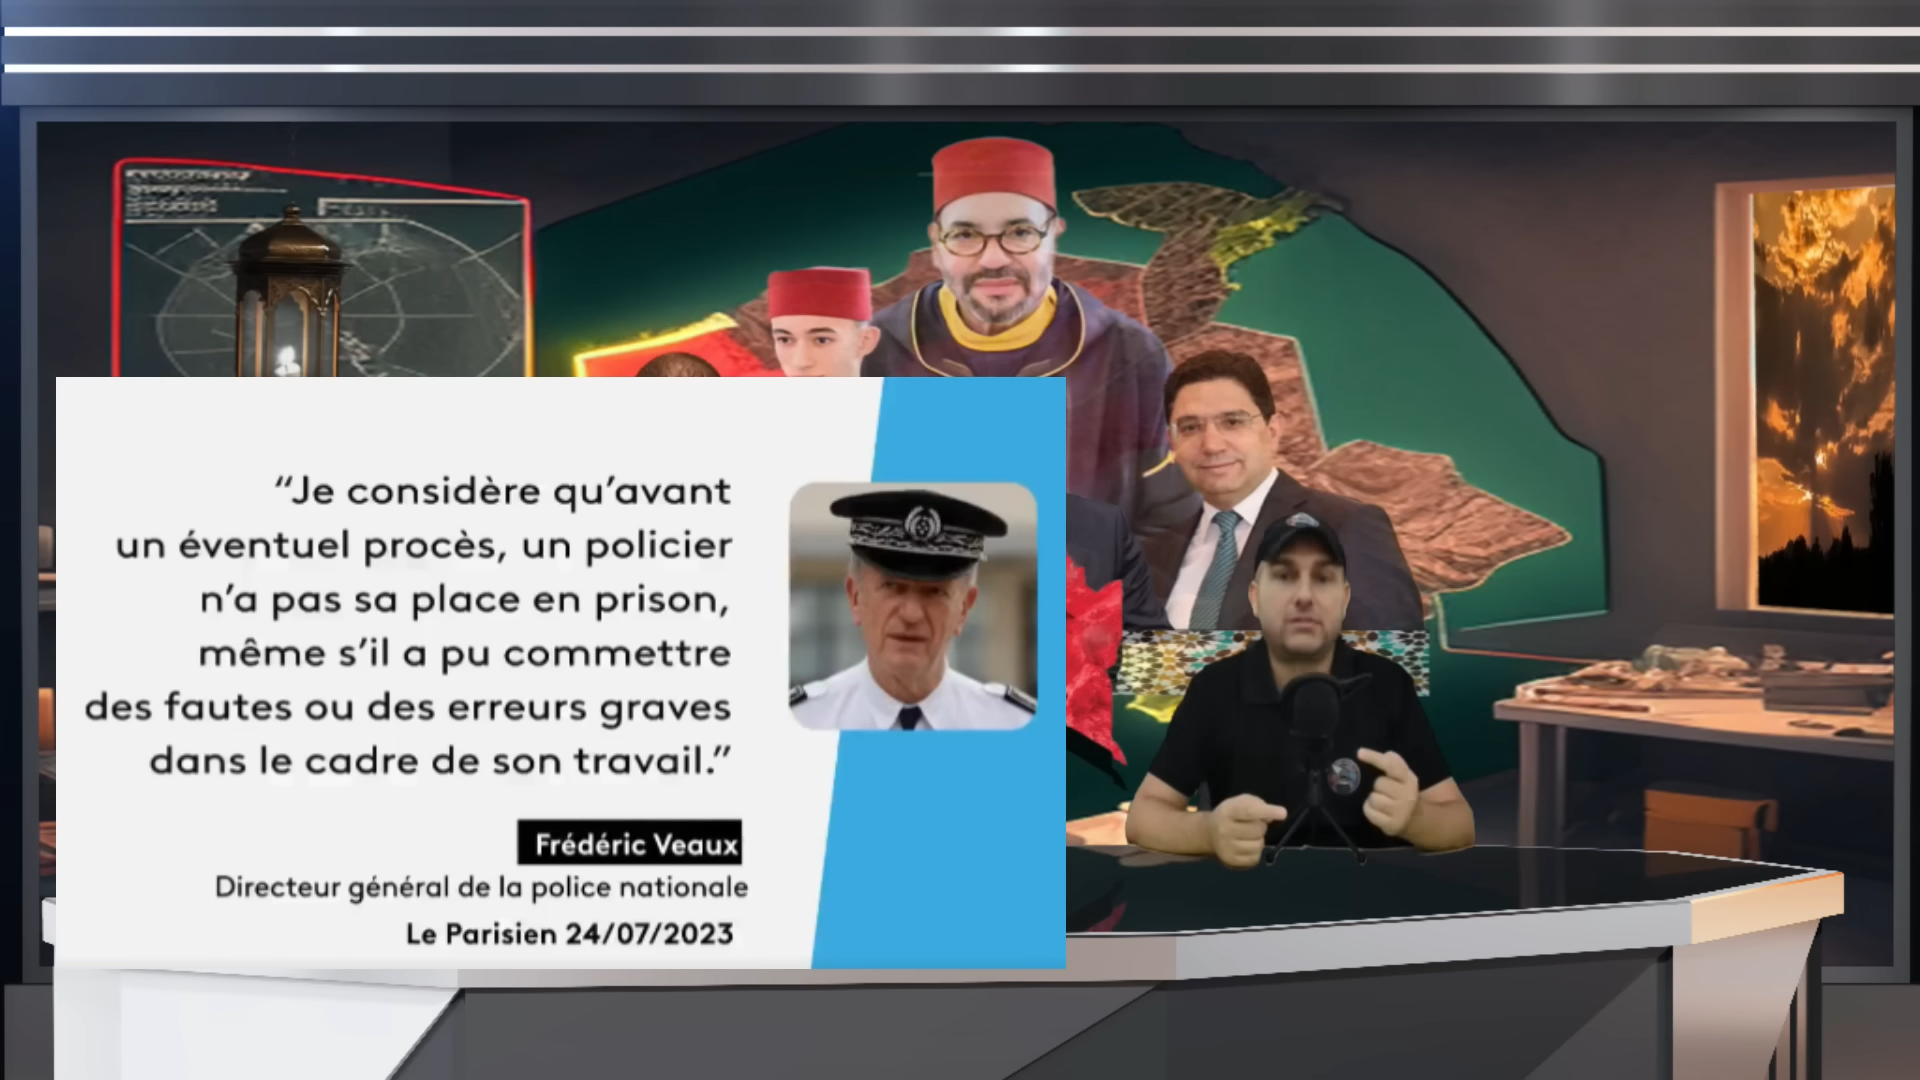 “Je considère qu’avant
un éventuel procès, un policier
n’a pas sa place en prison,
même s’il a pu commettre
des fautes ou des erreurs graves
dans le cadre de son travail.”
Frédéric Veaux
Directeur général de la police nationale
Le Parisien 24/07/2023